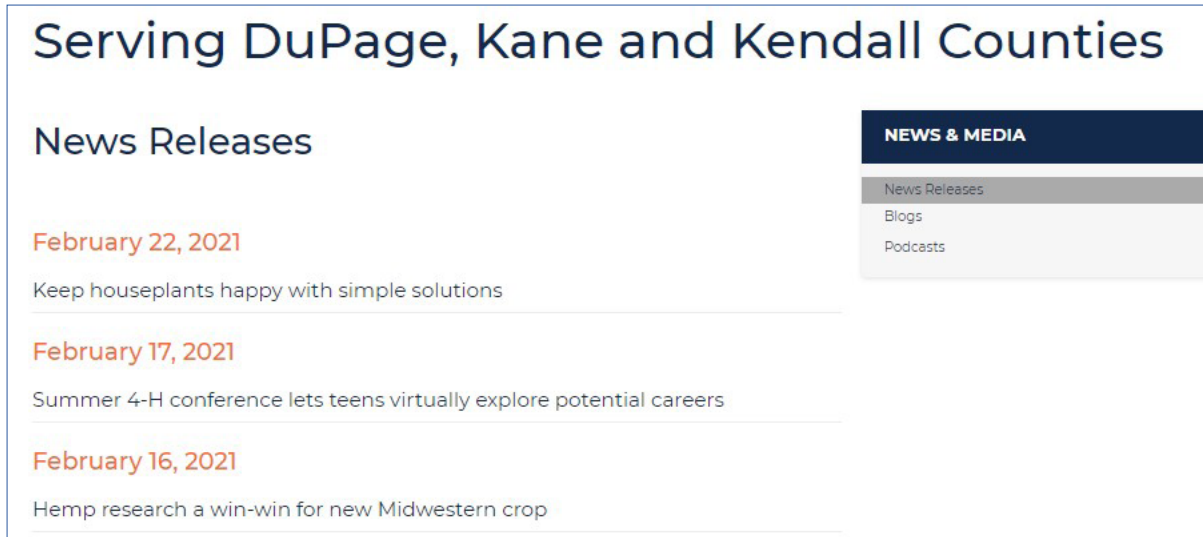 Serving DuPage, Kane and Kendall Counties
News Releases
February 22, 2021
Keep houseplants happy with simple solutions
February 17, 2021
Summer 4-H conference lets teens virtually explore potential careers
February 16, 2021
Hemp research a win-win for new Midwestern crop
NEWS & MEDIA
News Releases
Blogs
Podcasts